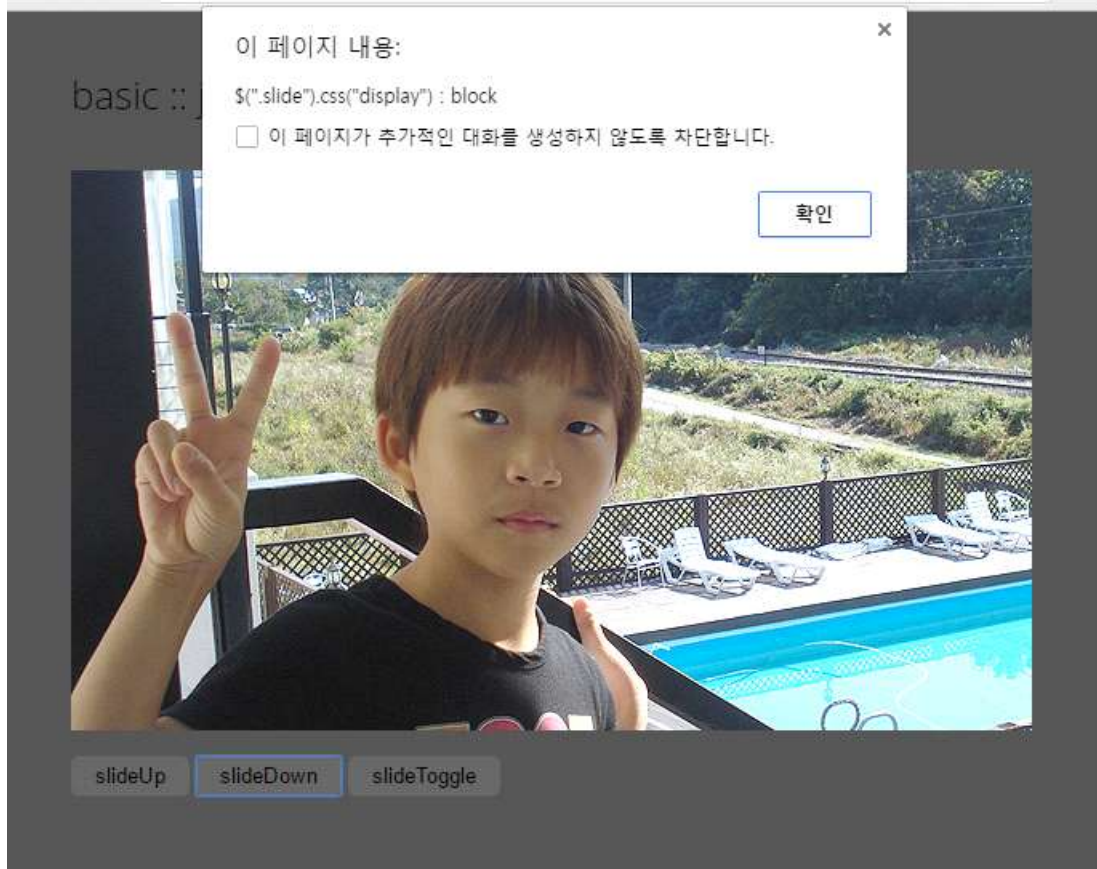 이 페이지 내용:
basic :: j
$(".slide").css("display") : block
이 페이지가 추가적인 대화를 생성하지 않도록 차단합니다.
확인
slideUp slideDown slideToggle